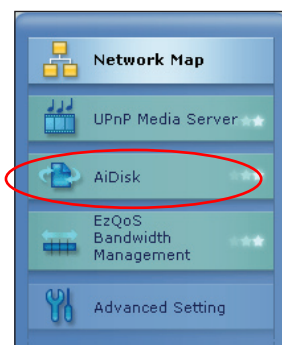 Network Map
UPnP Media Server
AiDisk
EzQoS
Bandwidth
Management
Advanced Setting